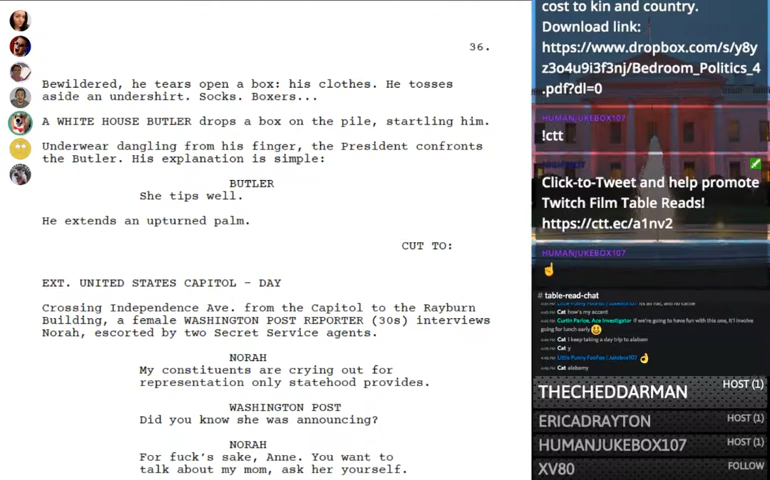 36.
Bewildered, he tears open a box: his clothes. He tosses
aside an undershirt. Socks. Boxers...
A WHITE HOUSE BUTLER drops a box on the pile, startling him.
Underwear dangling from his finger, the President confronts
the Butler. His explanation is simple:
BUTLER
She tips well.
He extends an upturned palm.
CUT TO:
EXT. UNITED STATES CAPITOL - DAY
Crossing Independence Ave. from the Capitol to the Rayburn
Building, a female WASHINGTON POST REPORTER (30s) interviews
Norah, escorted by two Secret Service agents.
NORAH
My constituents are crying out for
representation only statehood provides.
WASHINGTON POST
Did you know she was announcing?
NORAH
For fuck's sake, Anne. You want to
talk about my mom, ask her yourself.
cost to kin and country.
Download link:
https://www.dropbox.com/s/y8y
z3o4u9i3f3nj/Bedroom_Politics_4
.pdf?dl=0
HUMANJUKEBOX107
!ctt
Click-to-Tweet and help promote
Twitch Film Table Reads!
https://ctt.ec/a1nv2
HUMANJUKEBOX107
# table-read-chat
Cat how's my accent
Curtin Parloe, Ace Investigator If we're going to have fun with this one, it'll involve
going for lunch early
Cat I keep taking a day trip to alabam
Cat y
Little Funny FooFoo / Jukebox107
Cat alabamy
THECHEDDARMAN HOST (1)
ERICADRAYTON HOST (1)
HUMANJUKEBOX107 HOST (1)
XV80 FOLLOW